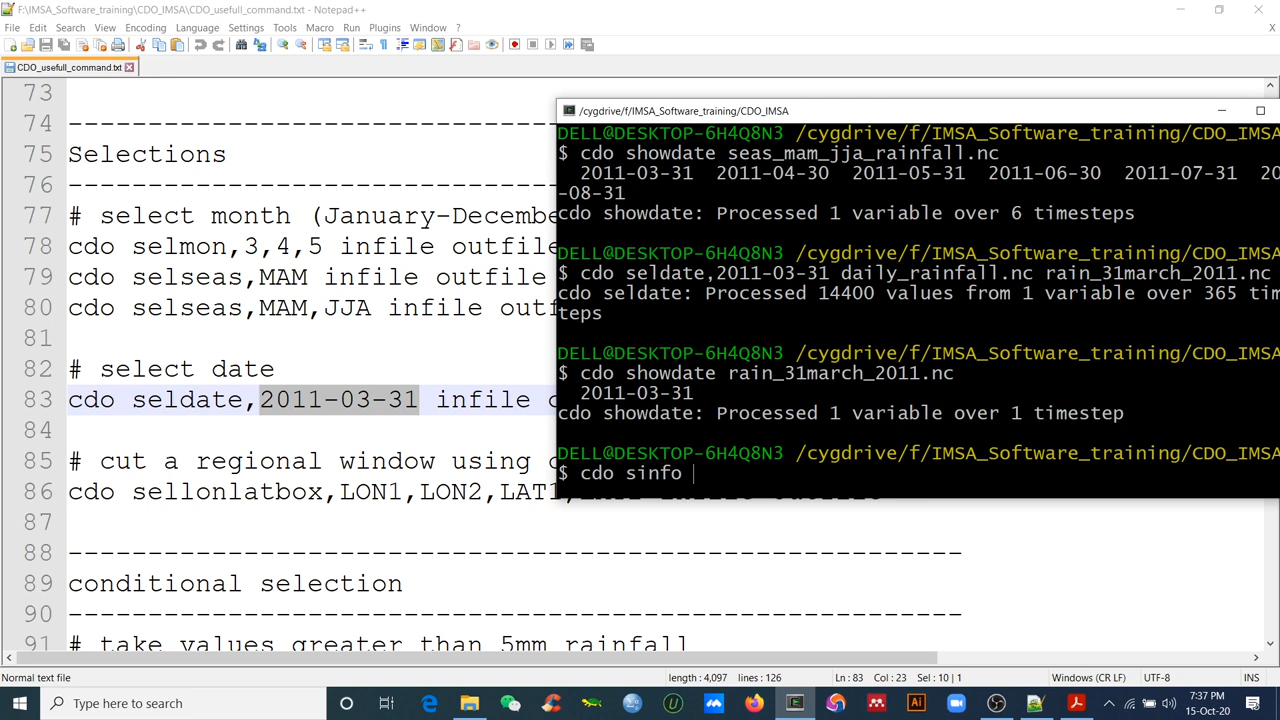 F:\IMSA_Software_training\CDO_IMSA\CDO_usefull_command.txt - Notepad++
File Edit Search View Encoding Language Settings Tools Macro Run Plugins Window ?
X
CDO_usefull_command.txt
73
74 --------------------------------
75 Selections
76 --------------------------------
77 # select month (January-Decembe
78 cdo selmon,3,4,5 infile outfile
79 cdo selseas,MAM infile outfile
80 cdo selseas,MAM,JJA infile outf
81
82 # select date
83 cdo seldate,2011-03-31 infile
84
85 # cut a regional window using
86 cdo sellonlatbox,LON1,LON2,LAT1,
87
88 --------------------------------------------------------
89 conditional selection
90 --------------------------------------------------------
91 # take values greater than 5mm rainfall
/cygdrive/f/IMSA_Software_training/CDO_IMSA
DELL@DESKTOP-6H4Q8N3 /cygdrive/f/IMSA_Software_training/CDO_IMSA
$ cdo showdate seas_mam_jja_rainfall.nc
2011-03-31 2011-04-30 2011-05-31 2011-06-30 2011-07-31 20
-08-31
cdo showdate: Processed 1 variable over 6 timesteps
DELL@DESKTOP-6H4Q8N3 /cygdrive/f/IMSA_Software_training/CDO_IMSA
$ cdo seldate,2011-03-31 daily_rainfall.nc rain_31march_2011.nc
cdo seldate: Processed 14400 values from 1 variable over 365 tim
teps
DELL@DESKTOP-6H4Q8N3 /cygdrive/f/IMSA_Software_training/CDO_IMSA
$ cdo showdate rain_31march_2011.nc
2011-03-31
cdo showdate: Processed 1 variable over 1 timestep
DELL@DESKTOP-6H4Q8N3 /cygdrive/f/IMSA_Software_training/CDO_IMSA
$ cdo sinfo
Normal text file length : 4,097 lines : 126 Ln : 83 Col : 23 Sel : 10 | 1 Windows (CR LF) UTF-8 INS
Type here to search
7:37 PM
15-Oct-20